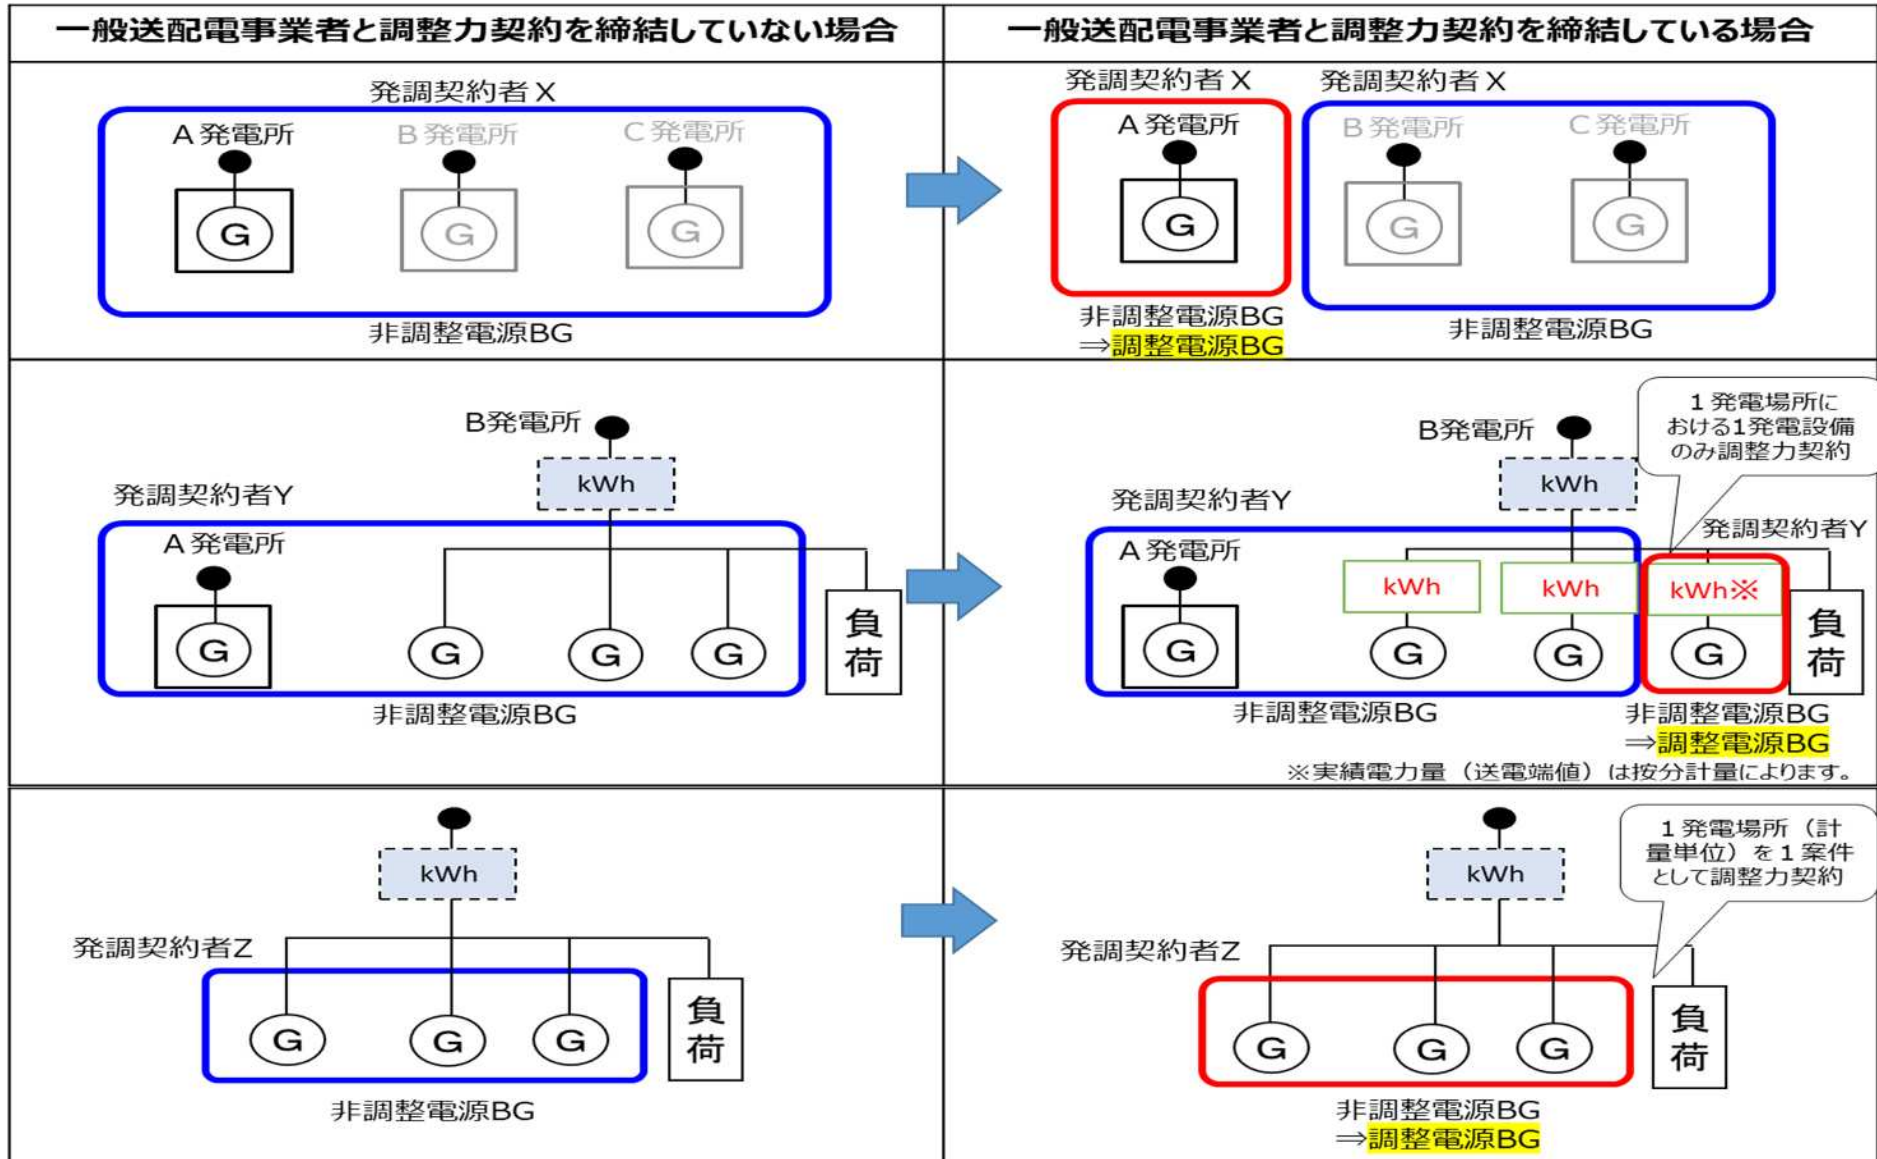 一般送配電事業者と調整力契約を締結していない場合
一般送配電事業者と調整力契約を締結している場合
発調契約者X
A発電所
B発電所
C発電所
G
G
G
非調整電源BG
発調契約者X
発調契約者X
A発電所
B発電所
C発電所
G
G
G
非調整電源BG
⇒調整電源BG
非調整電源BG
B発電所
kWh
発調契約者Y
A発電所
G
G
G
G
負荷
非調整電源BG
1発電場所に
おける1発電設備
のみ調整力契約
B発電所
kWh
発調契約者Y
発調契約者Y
A発電所
kWh
kWh
kWh※
G
G
G
G
負荷
非調整電源BG
非調整電源BG
⇒調整電源BG
※実績電力量（送電端値）は按分計量によります。
kWh
発調契約者Z
G
G
G
負荷
非調整電源BG
1発電場所（計
量単位）を1案件
として調整力契約
kWh
発調契約者Z
G
G
G
負荷
非調整電源BG
⇒調整電源BG